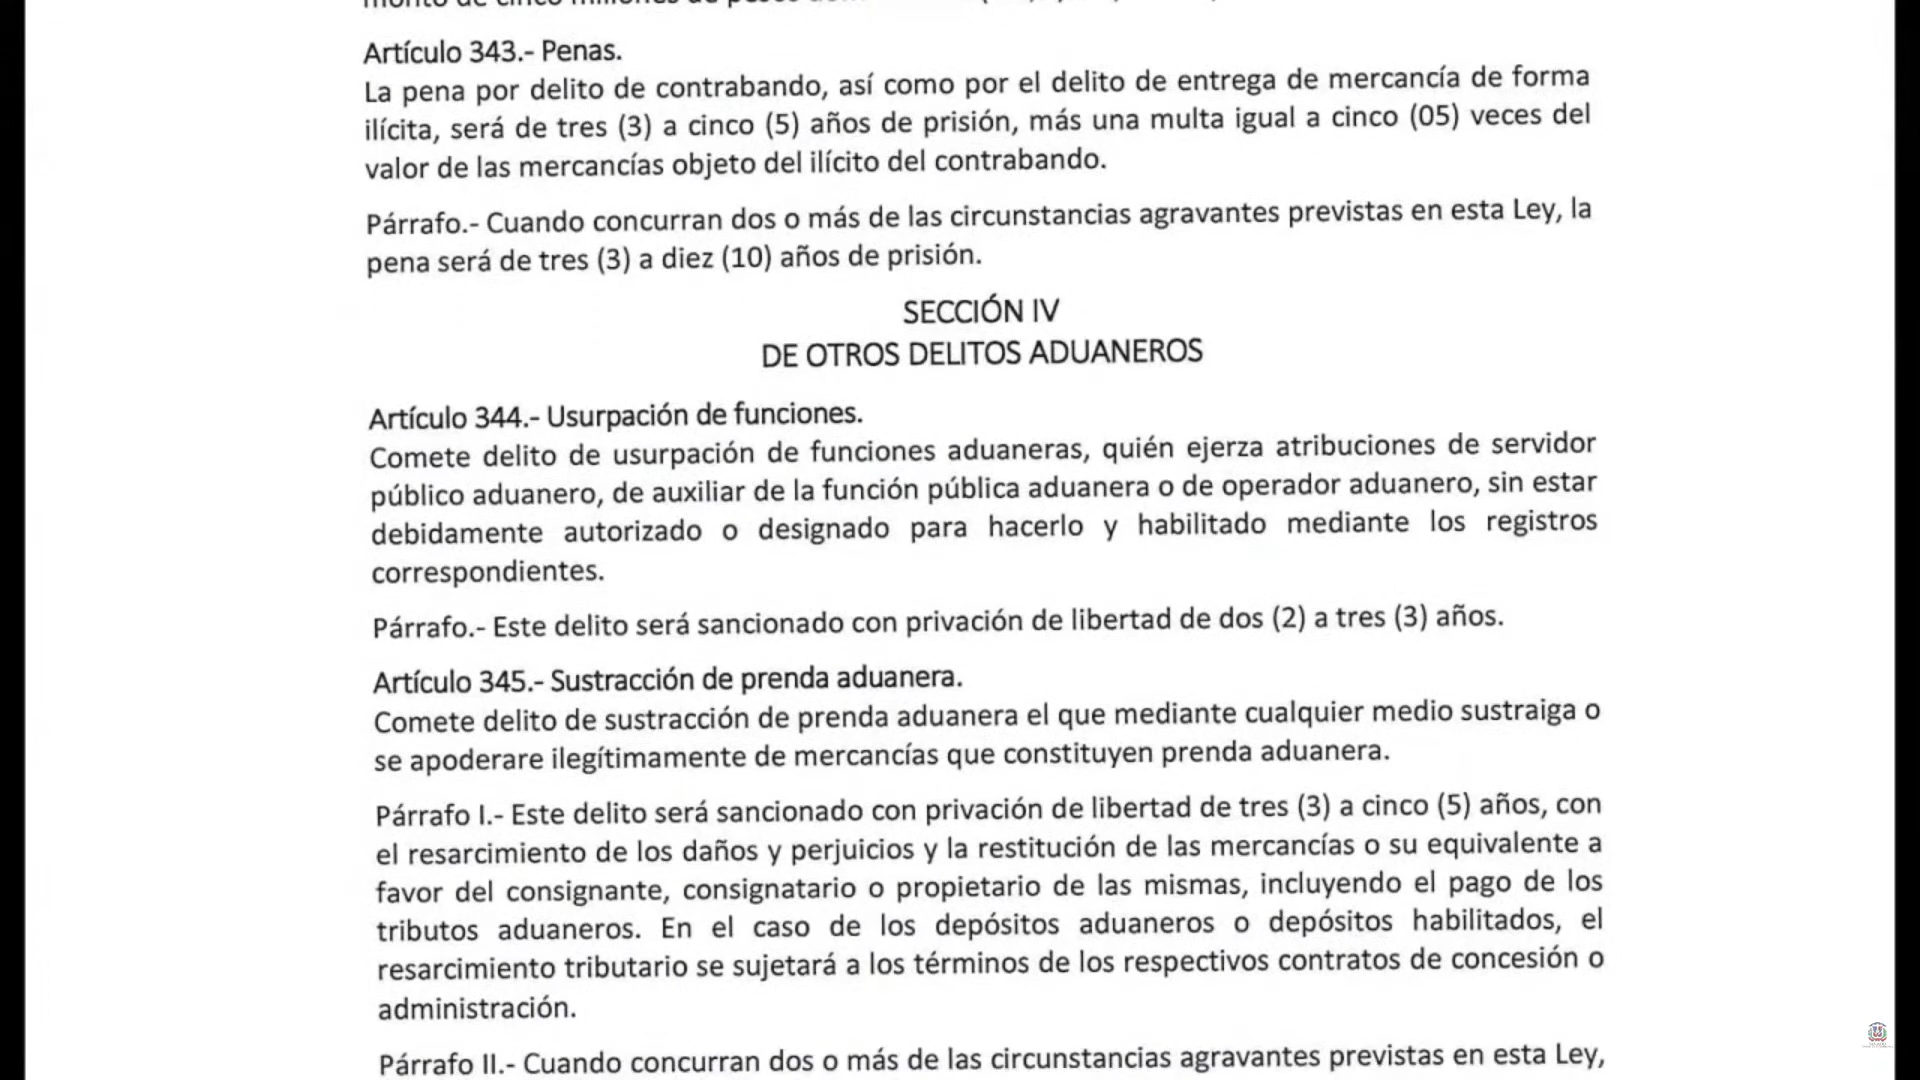 Artículo 343.- Penas.
La pena por delito de contrabando, así como por el delito de entrega de mercancía de forma
ilícita, será de tres (3) a cinco (5) años de prisión, más una multa igual a cinco (05) veces del
valor de las mercancías objeto del ilícito del contrabando.
Párrafo.- Cuando concurran dos o más de las circunstancias agravantes previstas en esta Ley, la
pena será de tres (3) a diez (10) años de prisión.
SECCIÓN IV
DE OTROS DELITOS ADUANEROS
Artículo 344.- Usurpación de funciones.
Comete delito de usurpación de funciones aduaneras, quién ejerza atribuciones de servidor
público aduanero, de auxiliar de la función pública aduanera o de operador aduanero, sin estar
debidamente autorizado o designado para hacerlo y habilitado mediante los registros
correspondientes.
Párrafo.- Este delito será sancionado con privación de libertad de dos (2) a tres (3) años.
Artículo 345.- Sustracción de prenda aduanera.
Comete delito de sustracción de prenda aduanera el que mediante cualquier medio sustraiga o
se apoderare ilegítimamente de mercancías que constituyen prenda aduanera.
Párrafo I.- Este delito será sancionado con privación de libertad de tres (3) a cinco (5) años, con
el resarcimiento de los daños y perjuicios y la restitución de las mercancías o su equivalente a
favor del consignante, consignatario o propietario de las mismas, incluyendo el pago de los
tributos aduaneros. En el caso de los depósitos aduaneros o depósitos habilitados, el
resarcimiento tributario se sujetará a los términos de los respectivos contratos de concesión o
administración.
Párrafo II.- Cuando concurran dos o más de las circunstancias agravantes previstas en esta Ley,